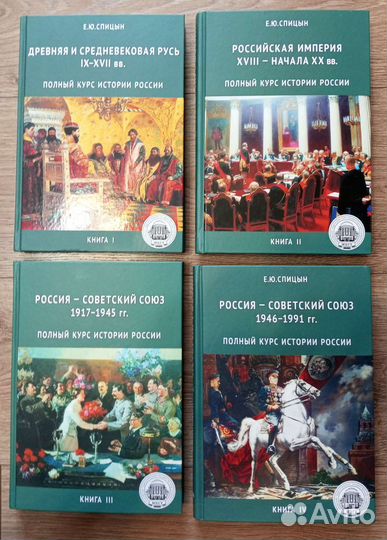 Е.Ю.СПИЦЫН
ДРЕВНЯЯ И СРЕДНЕВЕКОВАЯ РУСЬ
IX-XVII вв.
ПОЛНЫЙ КУРС ИСТОРИИ РОССИИ
КНИГА I
Е.Ю.СПИЦЫН
РОССИЙСКАЯ ИМПЕРИЯ
XVIII – НАЧАЛА XX вв.
ПОЛНЫЙ КУРС ИСТОРИИ РОССИИ
КНИГА II
РОССИЯ – СОВЕТСКИЙ СОЮЗ
1917–1945 гг.
ПОЛНЫЙ КУРС ИСТОРИИ РОССИИ
КНИГА III
Е.Ю.СПИЦЫН
РОССИЯ – СОВЕТСКИЙ СОЮЗ
1946–1991 гг.
ПОЛНЫЙ КУРС ИСТОРИИ РОССИИ
КНИГА IV
Avito